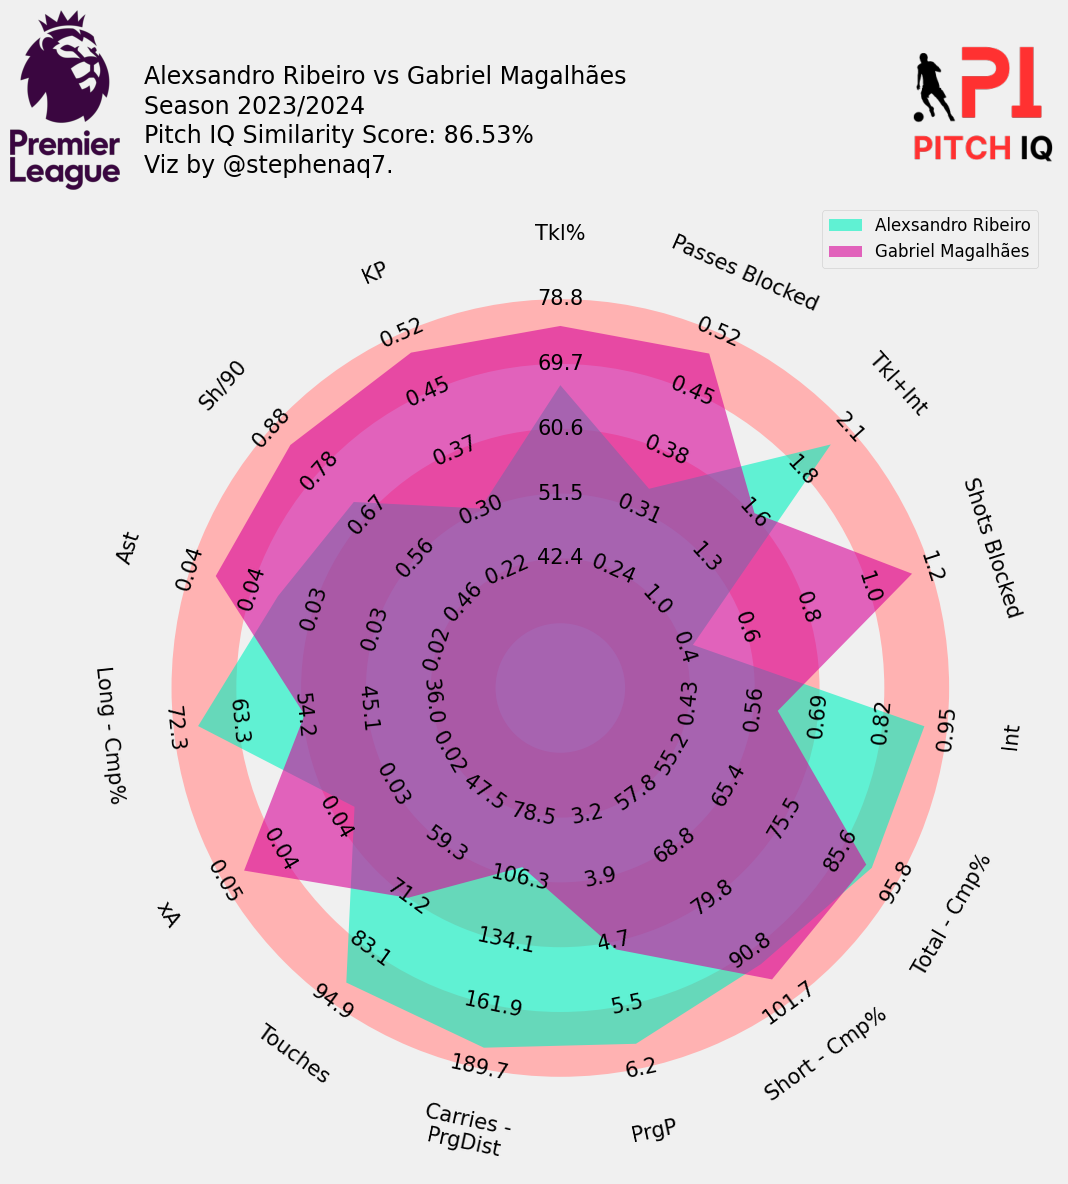 Alexsandro Ribeiro vs Gabriel Magalhães
Season 2023/2024
Pitch IQ Similarity Score: 86.53%
Viz by @stephenaq7.
Premier
League
PI
PITCH IQ
Alexsandro Ribeiro
Gabriel Magalhães
Tkl%
78.8
69.7
60.6
51.5
42.4
Passes Blocked
0.52
0.45
0.38
0.31
0.24
Tkl+Int
2.1
1.8
1.6
1.3
1.0
Shots Blocked
1.2
1.0
0.8
0.6
0.4
Int
0.95
0.82
0.69
0.56
0.43
Total - Cmp%
95.8
85.6
75.5
65.4
55.2
Short - Cmp%
101.7
90.8
79.8
68.8
57.8
PrgP
6.2
5.5
4.7
3.9
3.2
Carries -
PrgDist
189.7
161.9
134.1
106.3
78.5
Touches
94.9
83.1
71.2
59.3
47.5
xA
0.05
0.04
0.04
0.03
0.02
Long - Cmp%
72.3
63.3
54.2
45.1
36.0
Ast
0.04
0.04
0.03
0.03
0.02
Sh/90
0.88
0.78
0.67
0.56
0.46
KP
0.52
0.45
0.37
0.30
0.22